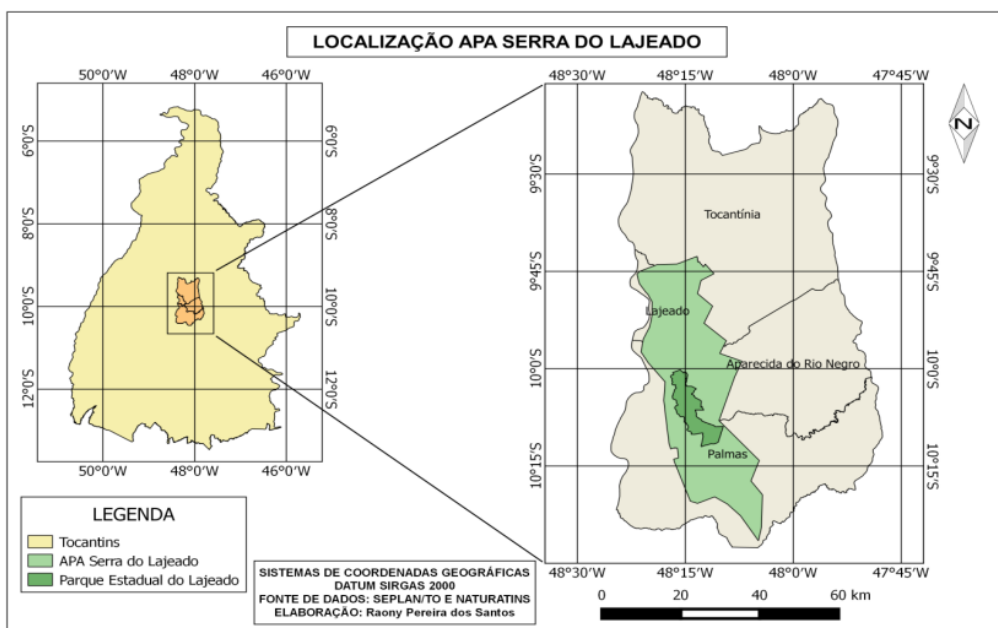 LOCALIZAÇÃO APA SERRA DO LAJEADO
50°0'W 48°0'W 46°0'W
6°0'S 6°0'S
8°0'S 8°0'S
10°0'S 10°0'S
12°0'S 12°0'S
50°0'W 48°0'W 46°0'W
48°30'W 48°15'W 48°0'W 47°45'W
N
9°30'S 9°30'S
Tocantínia
9°45'S 9°45'S
Lajeado
Aparecida do Rio Negro
10°0'S 10°0'S
Palmas
10°15'S 10°15'S
48°30'W 48°15'W 48°0'W 47°45'W
LEGENDA
Tocantins
APA Serra do Lajeado
Parque Estadual do Lajeado
SISTEMAS DE COORDENADAS GEOGRÁFICAS
DATUM SIRGAS 2000
FONTE DE DADOS: SEPLAN/TO E NATURATINS
ELABORAÇÃO: Raony Pereira dos Santos
0 20 40 60 km